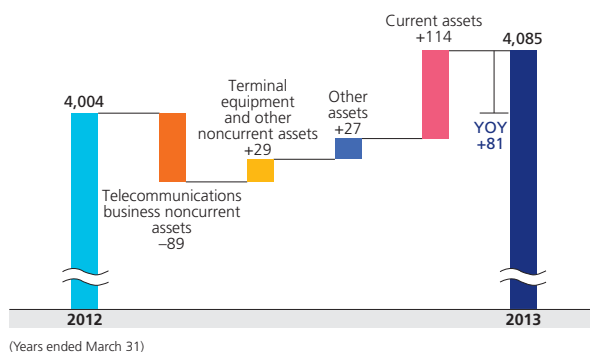 Current assets
+114
4,085
4,004
Terminal
equipment
and other
noncurrent assets
+29
Other
assets
+27
YOY
+81
Telecommunications
business noncurrent
assets
–89
2012
2013
(Years ended March 31)